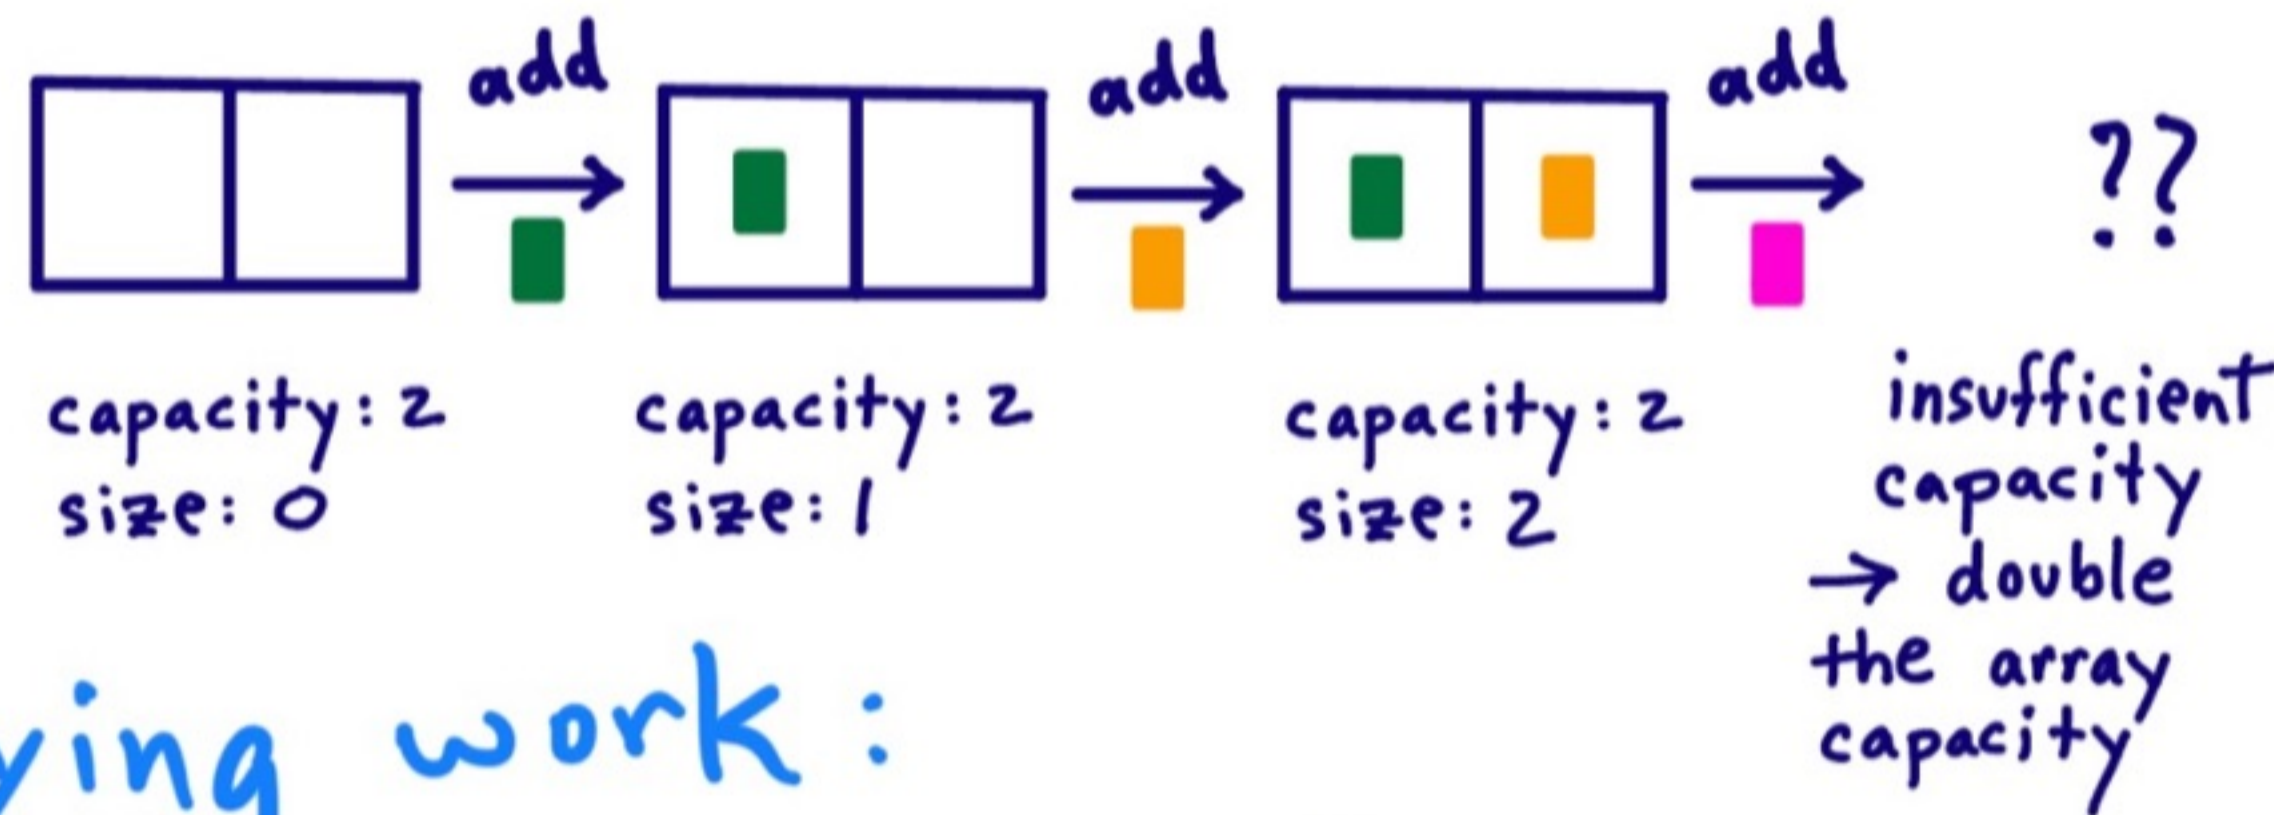 add
add
add
??
capacity: 2
size: 0
capacity: 2
size: 1
capacity: 2
size: 2
insufficient
capacity
→ double
the array
capacity
work: